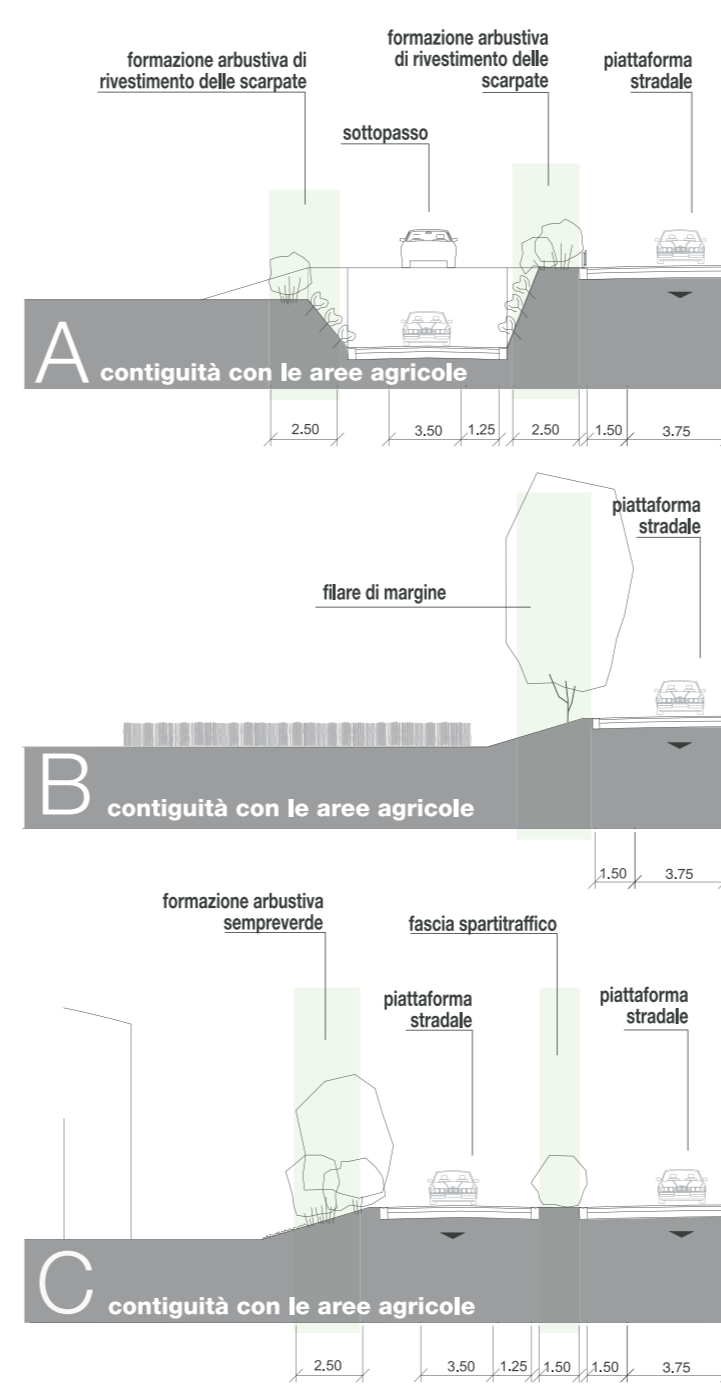 formazione arbustiva di
rivestimento delle scarpate
formazione arbustiva
di rivestimento delle
scarpate
piattaforma
stradale
sottopasso
A contiguità con le aree agricole
2.50 3.50 1.25 2.50 1.50 3.75
piattaforma
stradale
filare di margine
B contiguità con le aree agricole
1.50 3.75
formazione arbustiva
sempreverde
fascia spartitraffico
piattaforma
stradale
piattaforma
stradale
C contiguità con le aree agricole
2.50 3.50 1.25 1.50 1.50 3.75